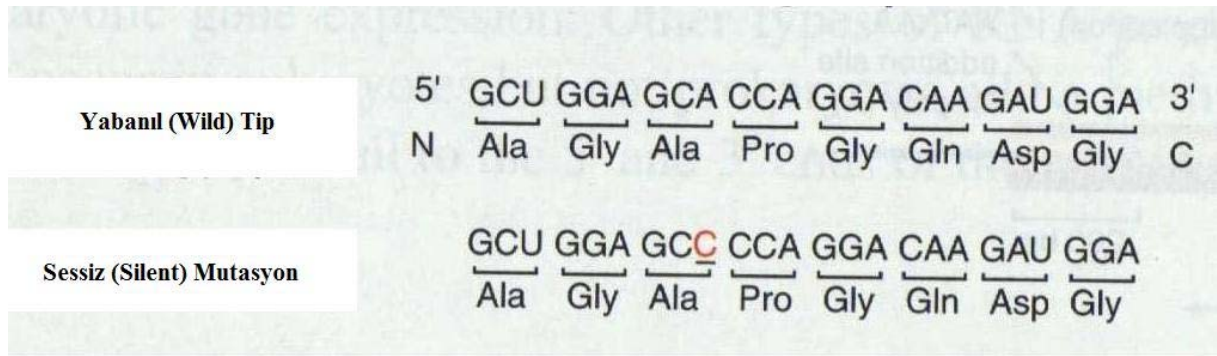 Yabanıl (Wild) Tip
5' GCU GGA GCA CCA GGA CAA GAU GGA 3'
N Ala Gly Ala Pro Gly Gln Asp Gly C
Sessiz (Silent) Mutasyon
GCU GGA GCC CCA GGA CAA GAU GGA
Ala Gly Ala Pro Gly Gln Asp Gly